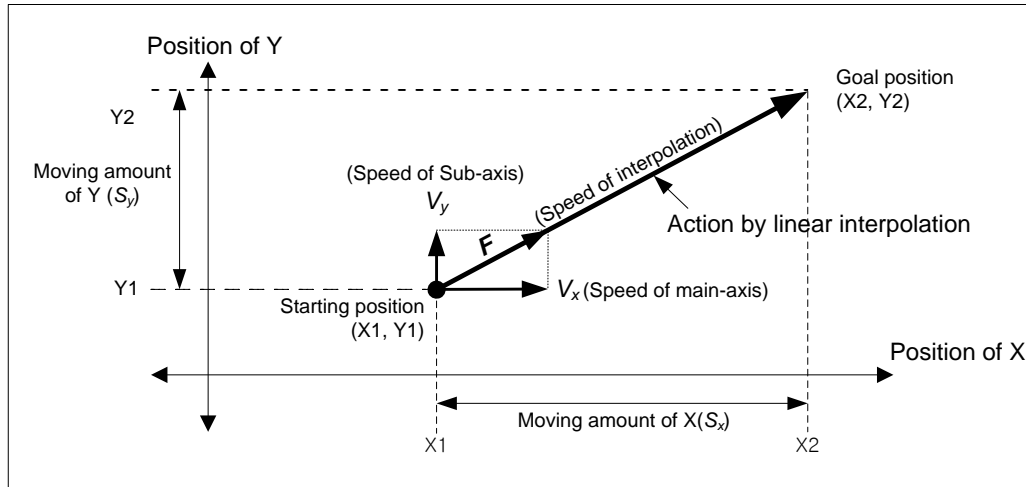 Position of Y
Goal position
(X2, Y2)
Y2
Moving amount
of Y (Sy)
(Speed of Sub-axis)
Vy
(Speed of interpolation)
F
Action by linear interpolation
Y1
Vx (Speed of main-axis)
Starting position
(X1, Y1)
Position of X
Moving amount of X(Sx)
X1
X2